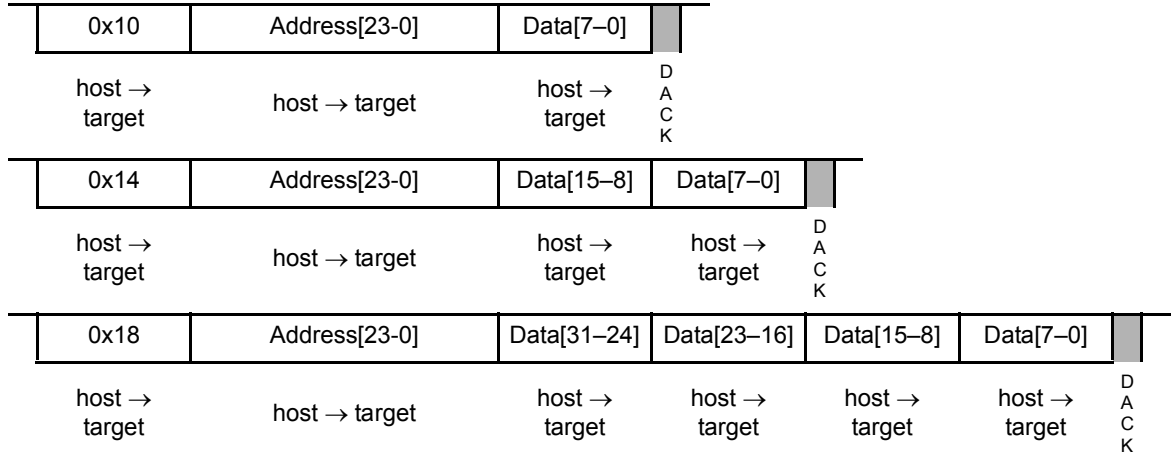 0x10 Address[23-0] Data[7–0]
host → target host → target host → target D A C K
0x14 Address[23-0] Data[15–8] Data[7–0]
host → target host → target host → target host → target D A C K
0x18 Address[23-0] Data[31–24] Data[23–16] Data[15–8] Data[7–0]
host → target host → target host → target host → target host → target host → target D A C K